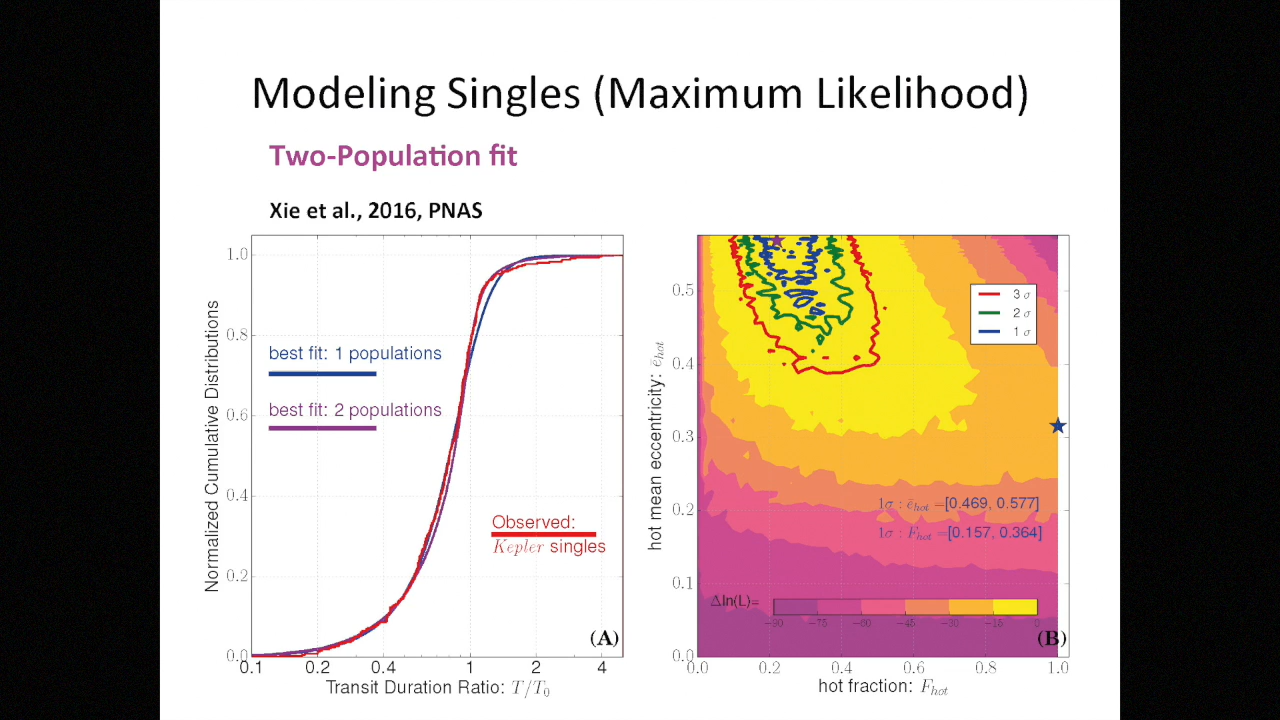 Modeling Singles (Maximum Likelihood)
Two-Population fit
Xie et al., 2016, PNAS
Normalized Cumulative Distributions
1.0
0.8
0.6
0.4
0.2
0.0
best fit: 1 populations
best fit: 2 populations
Observed:
Kepler singles
(A)
0.1 0.2 0.4 1 2 4
Transit Duration Ratio: T/T₀
hot mean eccentricity: ē_hot
0.5
0.4
0.3
0.2
0.1
0.0
3 σ
2 σ
1 σ
1σ : ē_hot =[0.469, 0.577]
1σ : F_hot =[0.157, 0.364]
Δln(L)=
−90 −75 −60 −45 −30 −15 0
(B)
0.0 0.2 0.4 0.6 0.8 1.0
hot fraction: F_hot